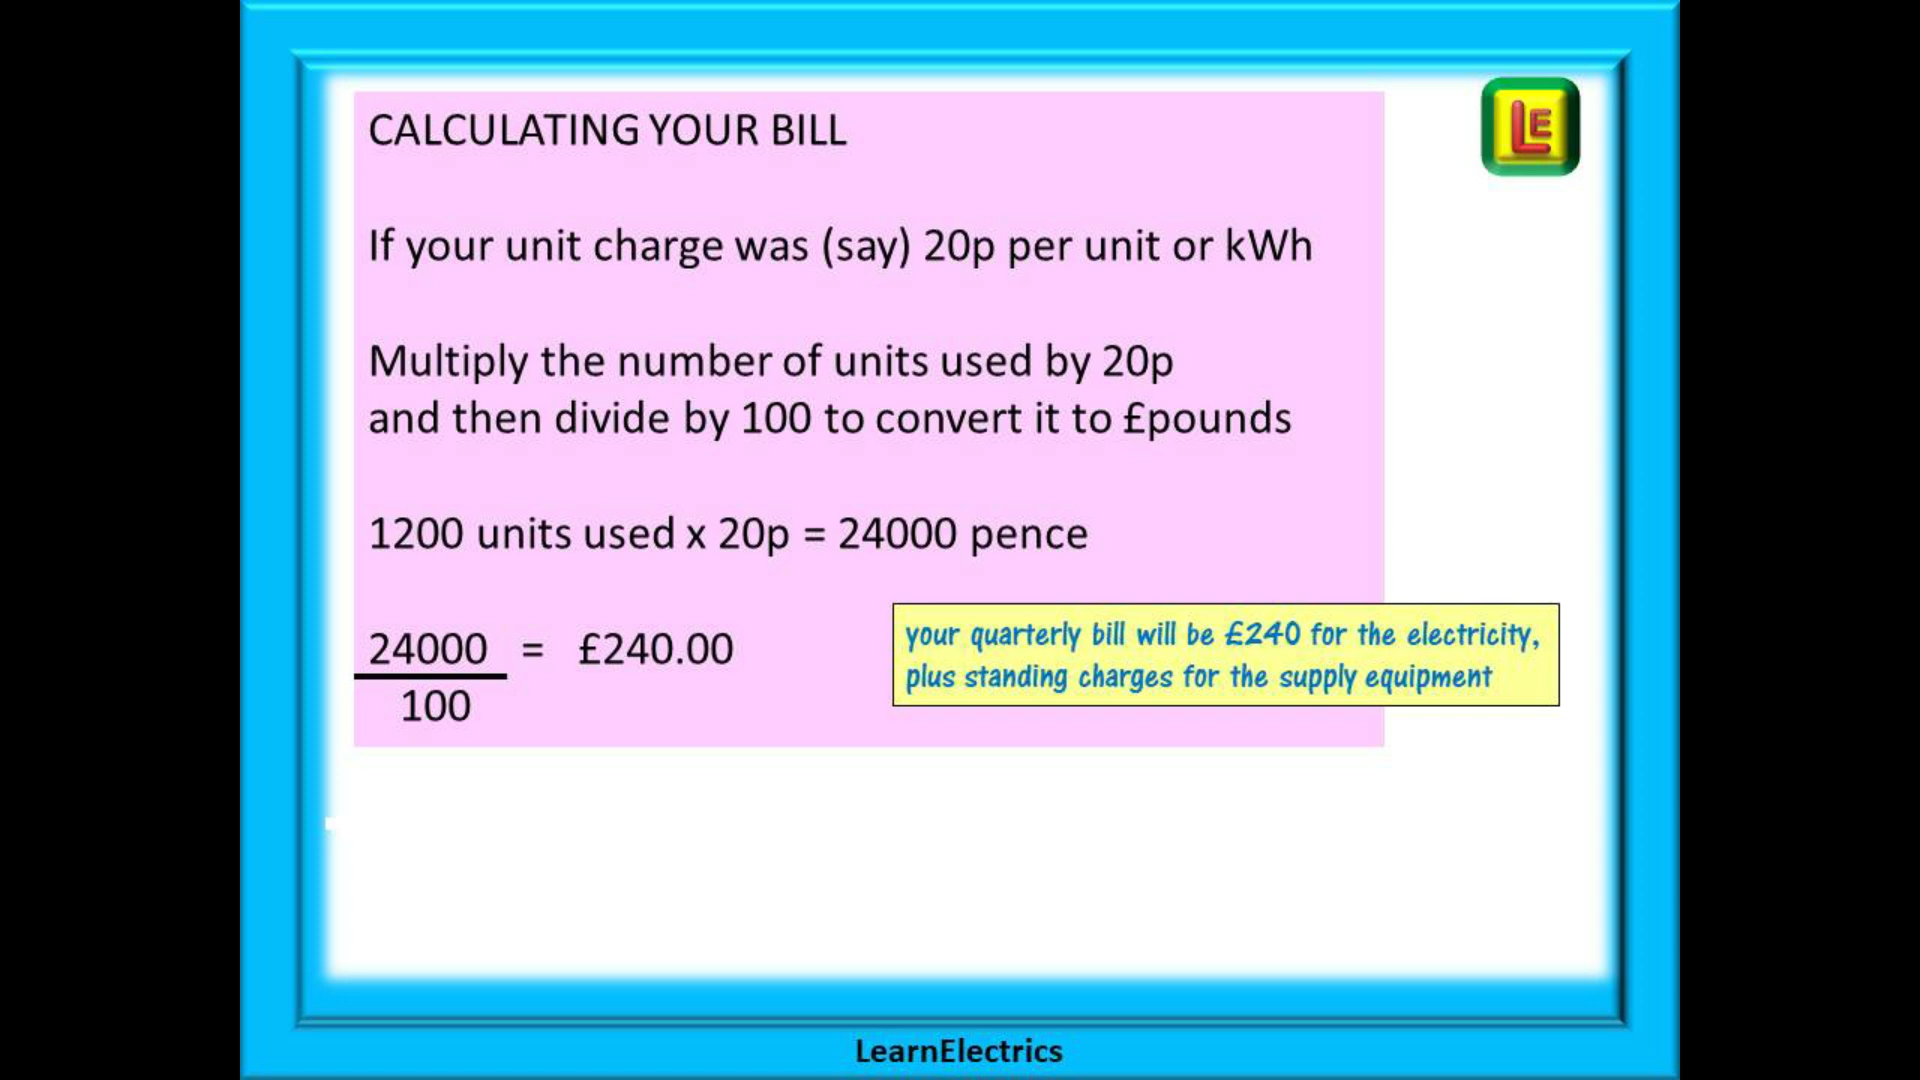 LE
CALCULATING YOUR BILL
If your unit charge was (say) 20p per unit or kWh
Multiply the number of units used by 20p
and then divide by 100 to convert it to £pounds
1200 units used x 20p = 24000 pence
24000 = £240.00
100
your quarterly bill will be £240 for the electricity,
plus standing charges for the supply equipment
LearnElectrics